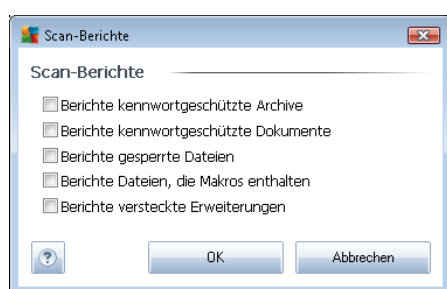 Scan-Berichte
Scan-Berichte
Berichte kennwortgeschützte Archive
Berichte kennwortgeschützte Dokumente
Berichte gesperrte Dateien
Berichte Dateien, die Makros enthalten
Berichte versteckte Erweiterungen
?
OK
Abbrechen